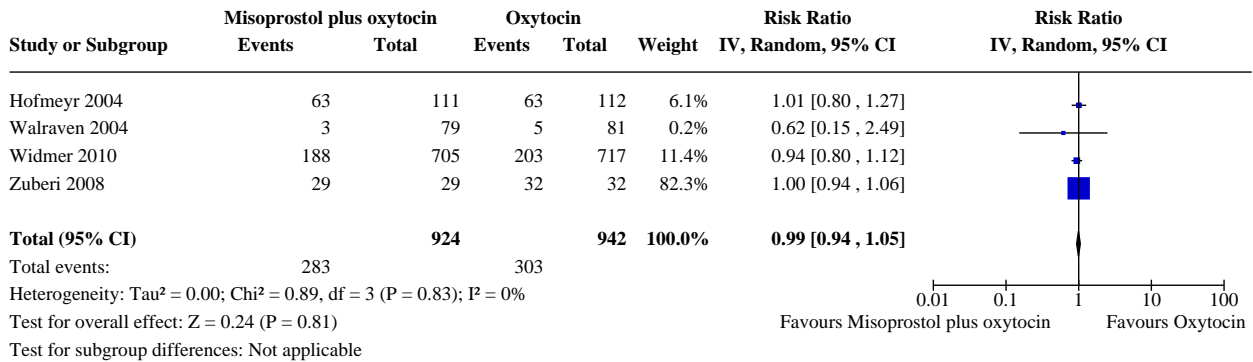 Misoprostol plus oxytocin Oxytocin Risk Ratio Risk Ratio
Study or Subgroup Events Total Events Total Weight IV, Random, 95% CI IV, Random, 95% CI
Hofmeyr 2004 63 111 63 112 6.1% 1.01 [0.80 , 1.27]
Walraven 2004 3 79 5 81 0.2% 0.62 [0.15 , 2.49]
Widmer 2010 188 705 203 717 11.4% 0.94 [0.80 , 1.12]
Zuberi 2008 29 29 32 32 82.3% 1.00 [0.94 , 1.06]
Total (95% CI) 924 942 100.0% 0.99 [0.94 , 1.05]
Total events: 283 303
Heterogeneity: Tau² = 0.00; Chi² = 0.89, df = 3 (P = 0.83); I² = 0%
0.01 0.1 1 10 100
Test for overall effect: Z = 0.24 (P = 0.81)
Favours Misoprostol plus oxytocin Favours Oxytocin
Test for subgroup differences: Not applicable